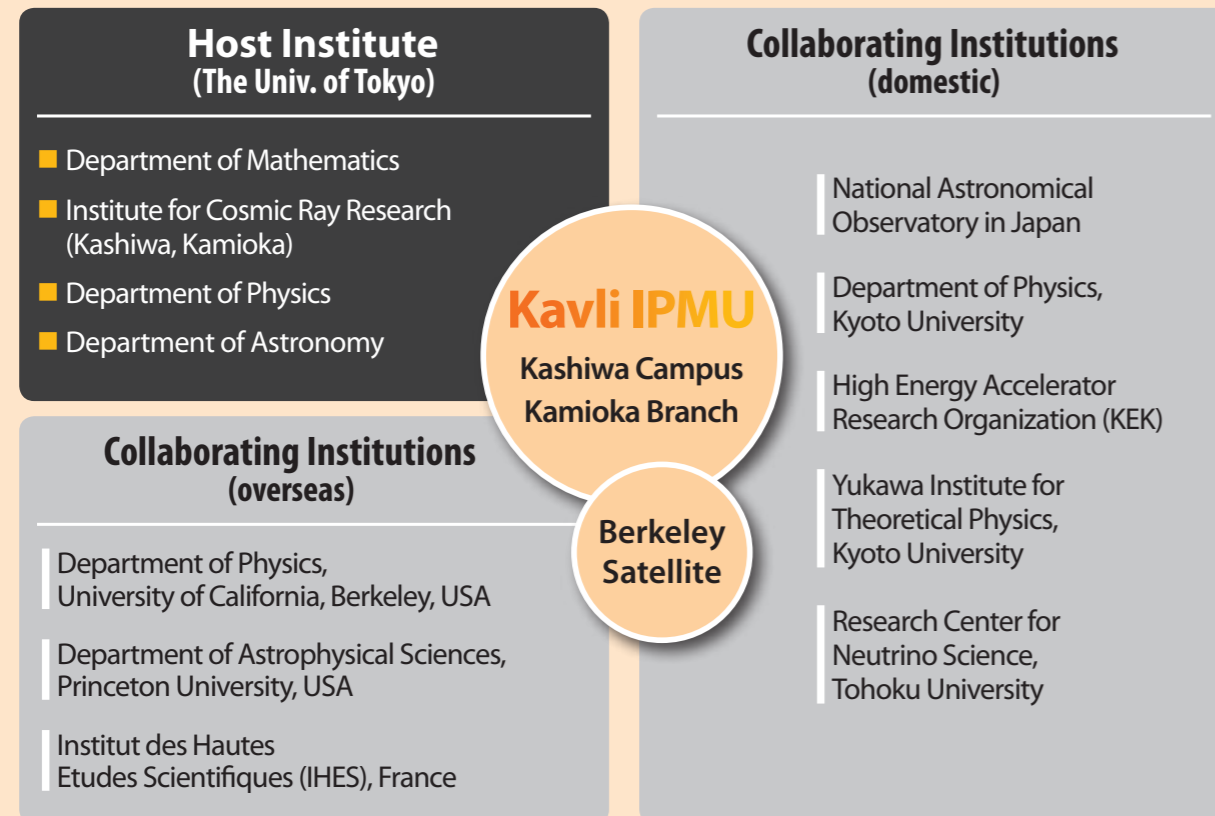 Host Institute
(The Univ. of Tokyo)
Department of Mathematics
Institute for Cosmic Ray Research
(Kashiwa, Kamioka)
Department of Physics
Department of Astronomy
Collaborating Institutions
(overseas)
Department of Physics,
University of California, Berkeley, USA
Department of Astrophysical Sciences,
Princeton University, USA
Institut des Hautes
Etudes Scientifiques (IHES), France
Kavli IPMU
Kashiwa Campus
Kamioka Branch
Berkeley
Satellite
Collaborating Institutions
(domestic)
National Astronomical
Observatory in Japan
Department of Physics,
Kyoto University
High Energy Accelerator
Research Organization (KEK)
Yukawa Institute for
Theoretical Physics,
Kyoto University
Research Center for
Neutrino Science,
Tohoku University